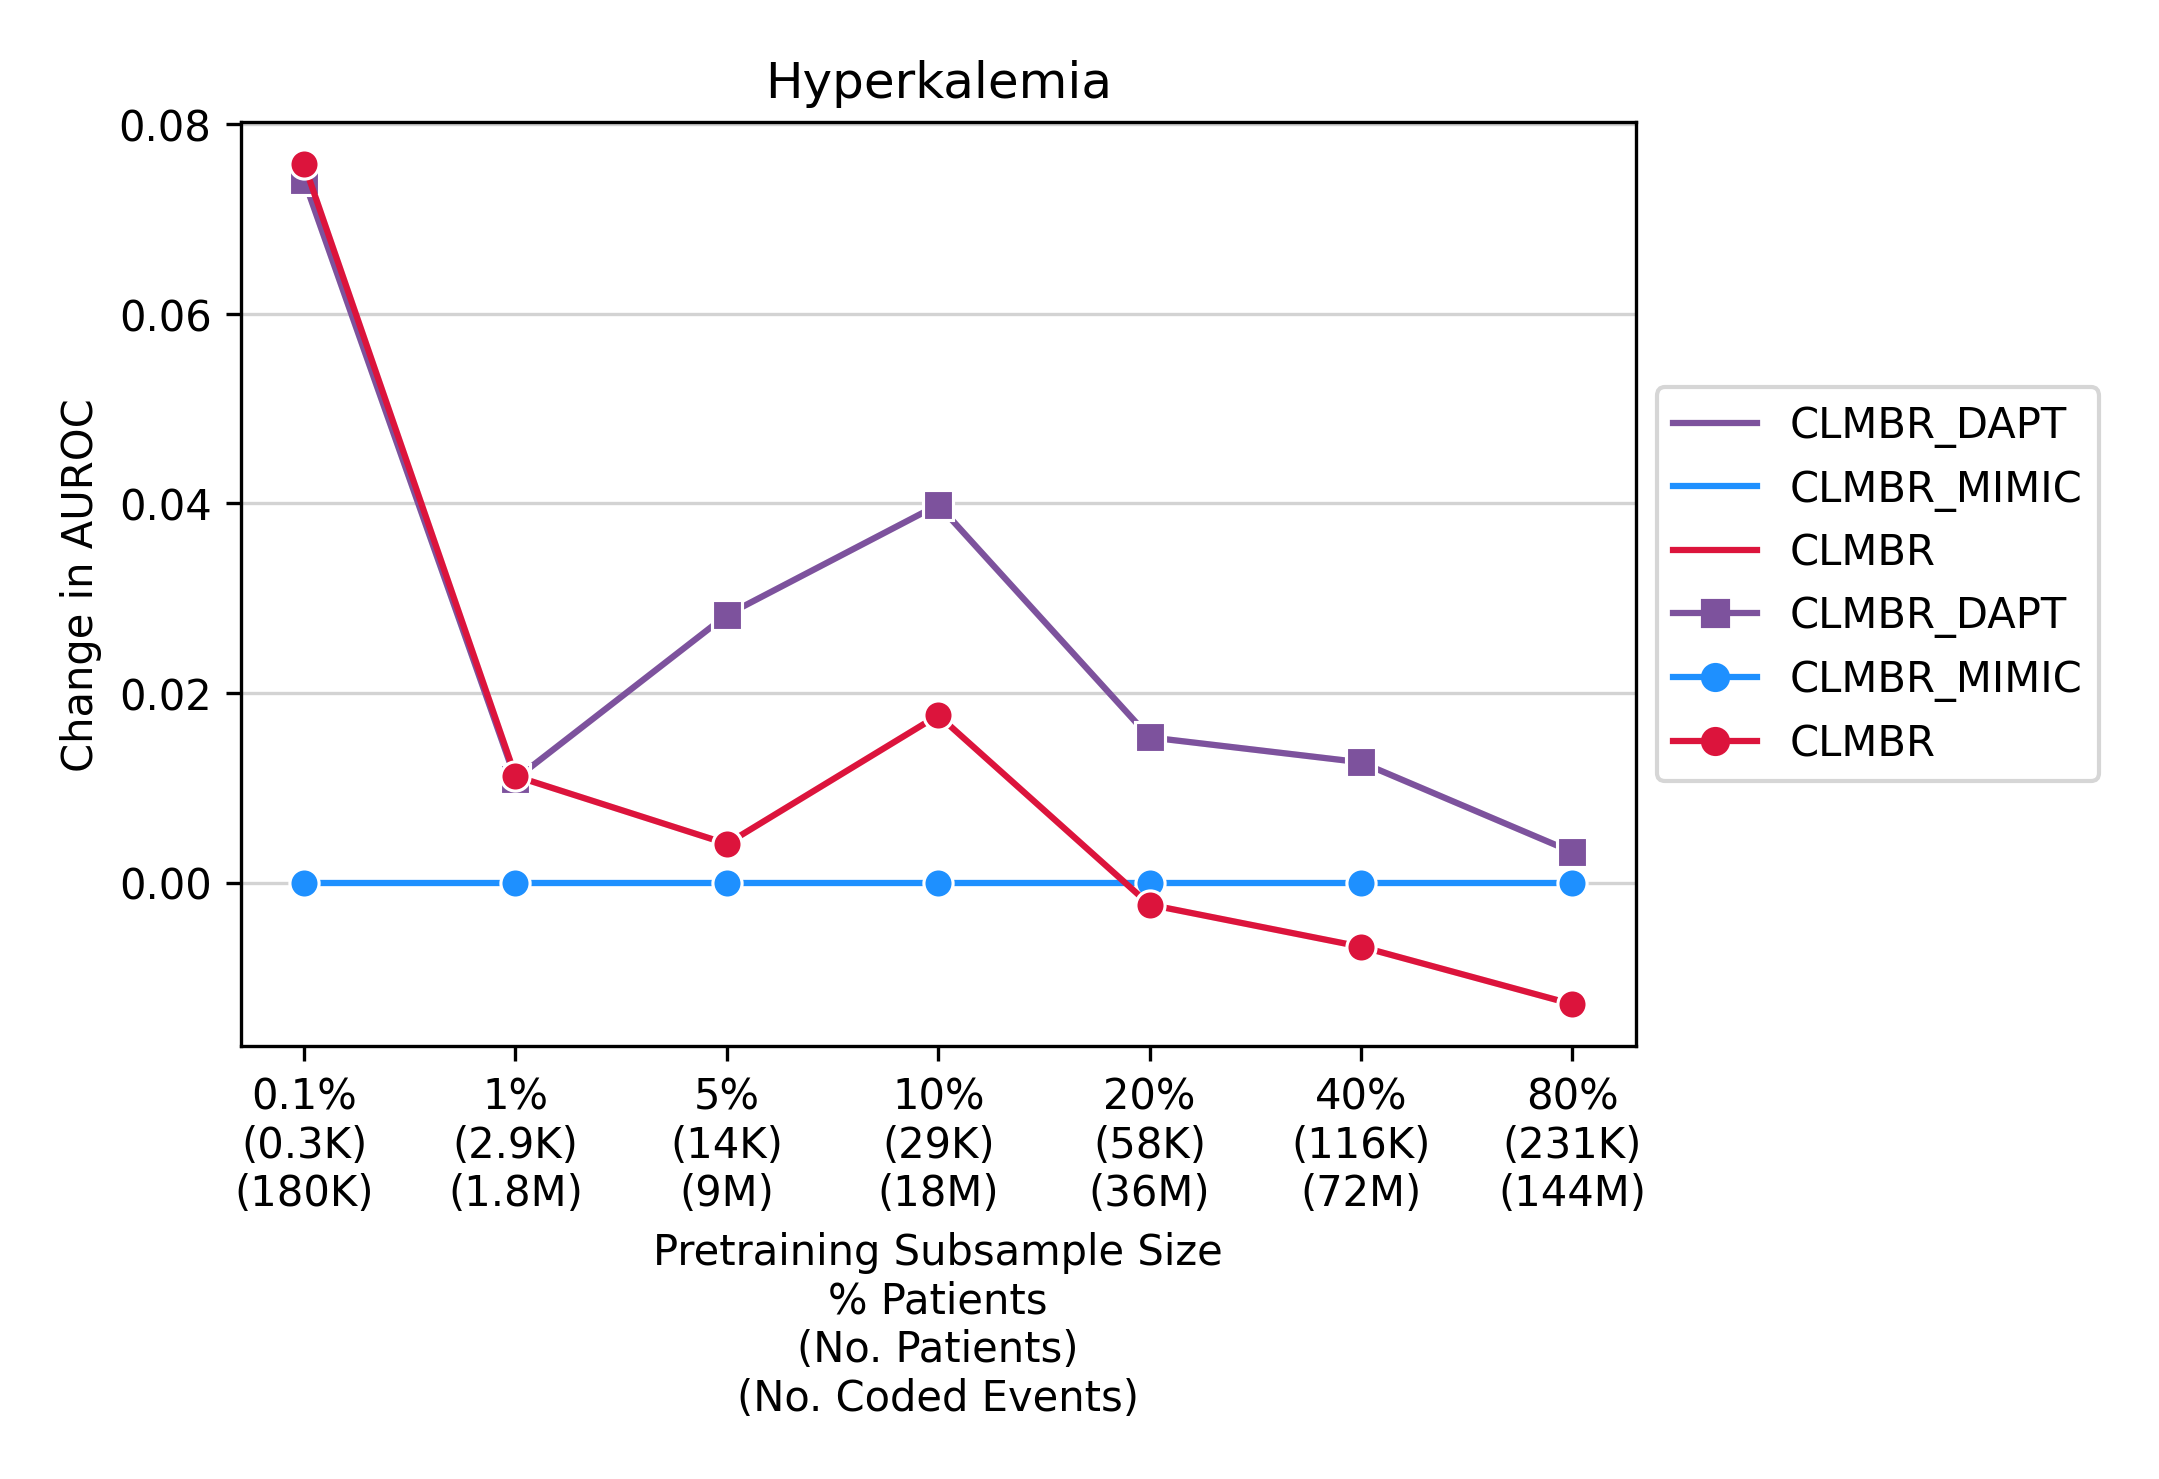 Hyperkalemia
0.08
0.06
0.04
0.02
0.00
Change in AUROC
CLMBR_DAPT
CLMBR_MIMIC
CLMBR
CLMBR_DAPT
CLMBR_MIMIC
CLMBR
0.1% 1% 5% 10% 20% 40% 80%
(0.3K) (2.9K) (14K) (29K) (58K) (116K) (231K)
(180K) (1.8M) (9M) (18M) (36M) (72M) (144M)
Pretraining Subsample Size
% Patients
(No. Patients)
(No. Coded Events)